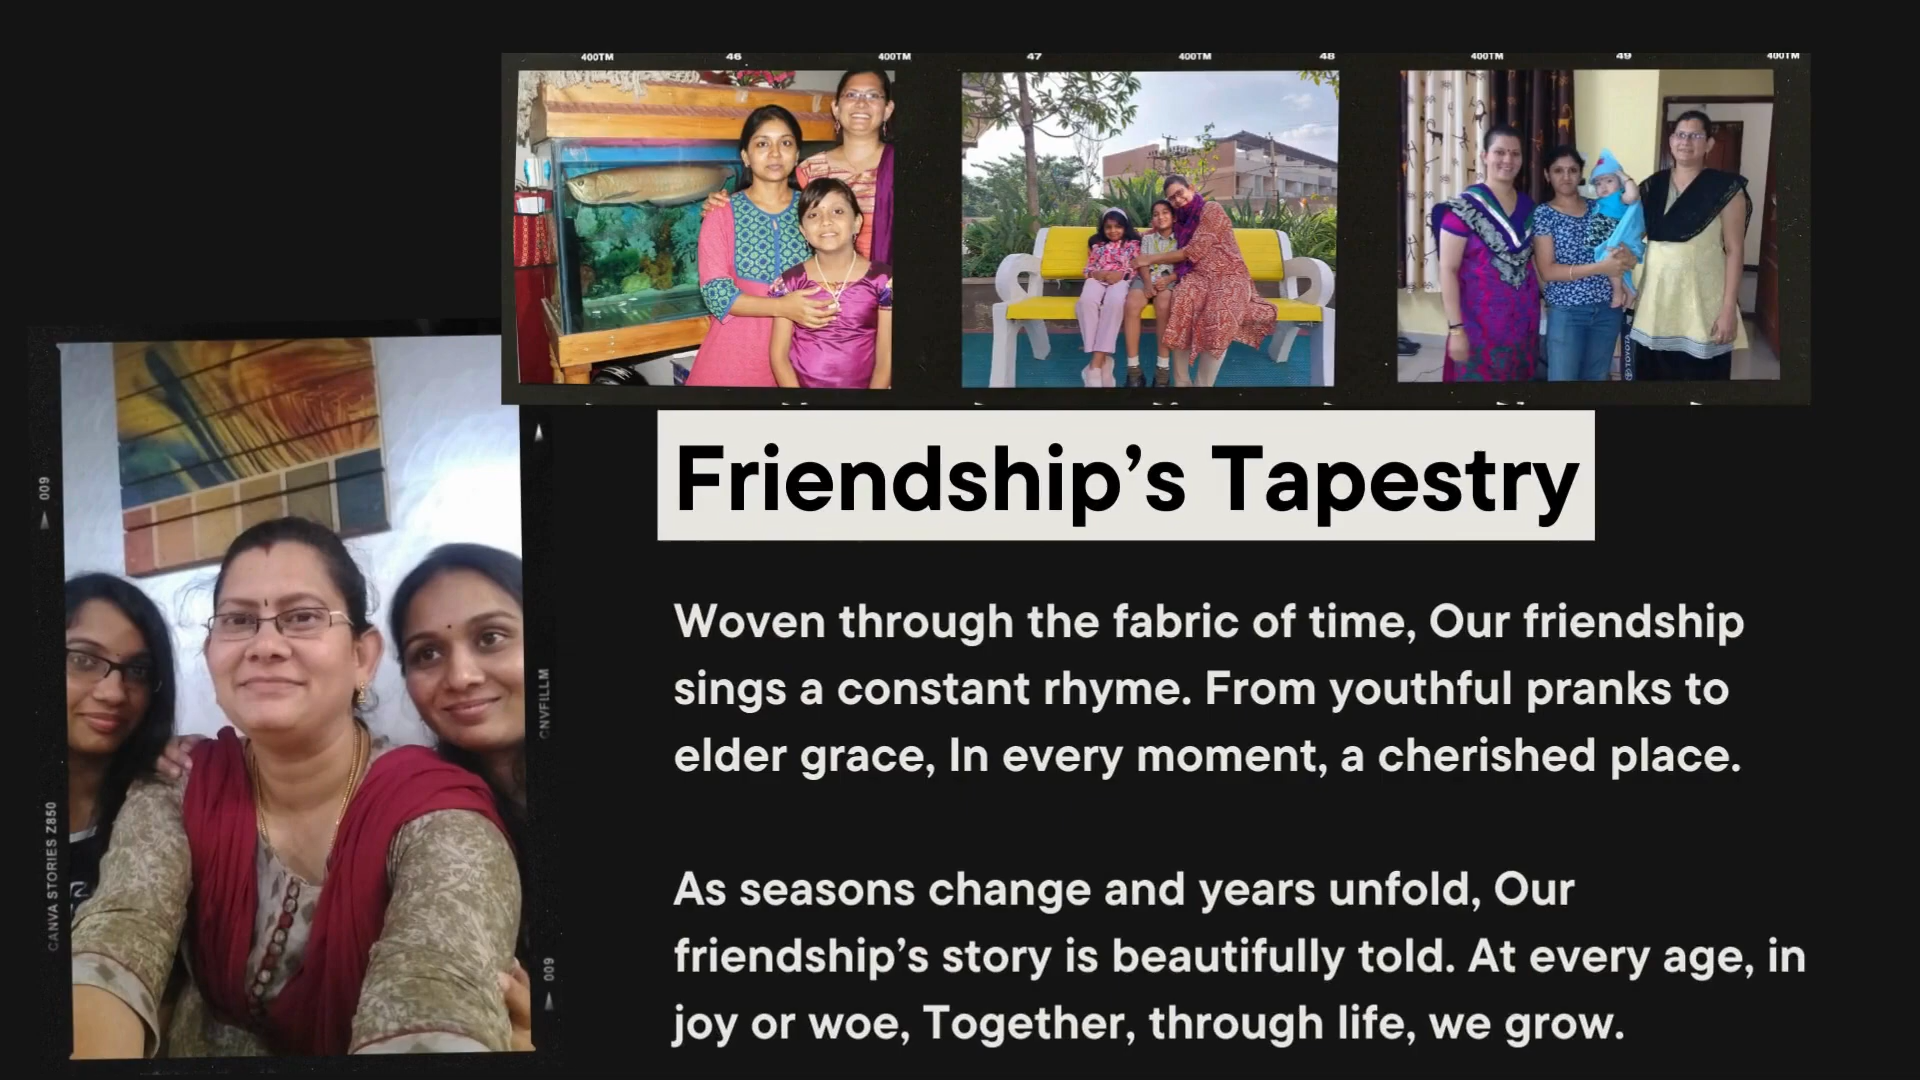 400TM 46 400TM 47 400TM 48 400TM 49 400TM
Friendship’s Tapestry
Woven through the fabric of time, Our friendship
sings a constant rhyme. From youthful pranks to
elder grace, In every moment, a cherished place.
As seasons change and years unfold, Our
friendship’s story is beautifully told. At every age, in
joy or woe, Together, through life, we grow.
009
CANVA STORIES Z850
CNVFILLM
009
TOYOTA